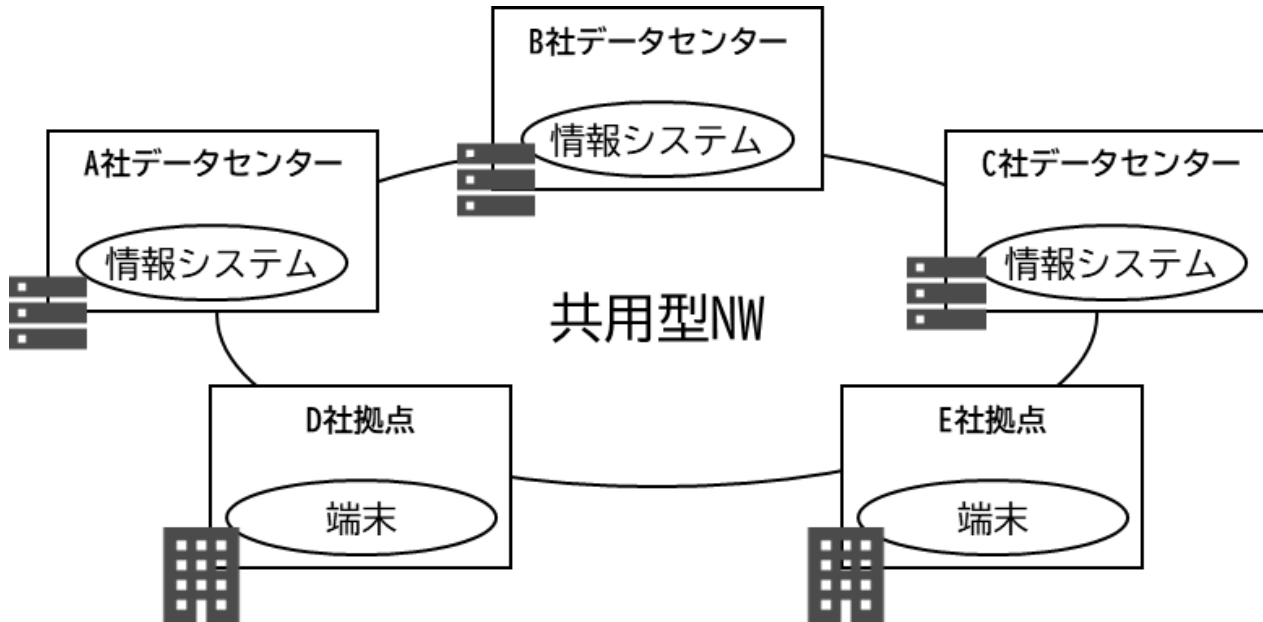 B社データセンター
情報システム
A社データセンター
情報システム
C社データセンター
情報システム
共用型NW
D社拠点
端末
E社拠点
端末